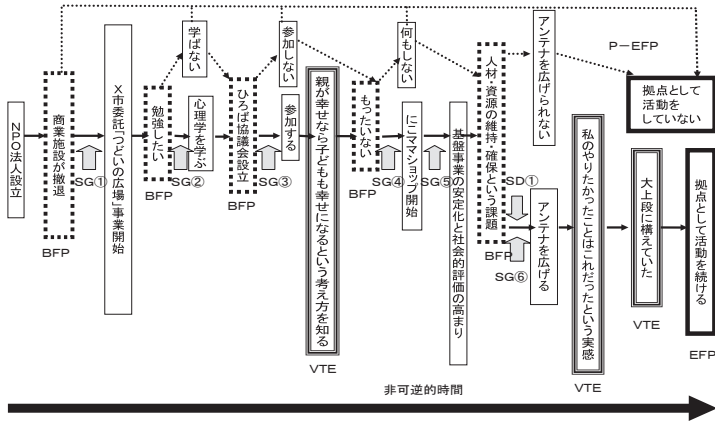 NPO法人設立
商業施設が撤退
BFP
SG①
X市委託「つどいの広場」事業開始
勉強したい
BFP
学ばない
SG②
心理学を学ぶ
ひろば協議会設立
BFP
SG③
参加しない
参加する
親が幸せなら子どもも幸せになるという考え方を知る
VTE
もったいない
BFP
SG④
何もしない
にこママショップ開始
SG⑤
基盤事業の安定化と社会的評価の高まり
人材・資源の維持・確保という課題
BFP
SD①
SG⑥
アンテナを広げられない
アンテナを広げる
私のやりたかったことはこれだったという実感
VTE
P－EFP
拠点として
活動を
していない
大上段に構えていた
VTE
拠点として活動を続ける
EFP
非可逆的時間